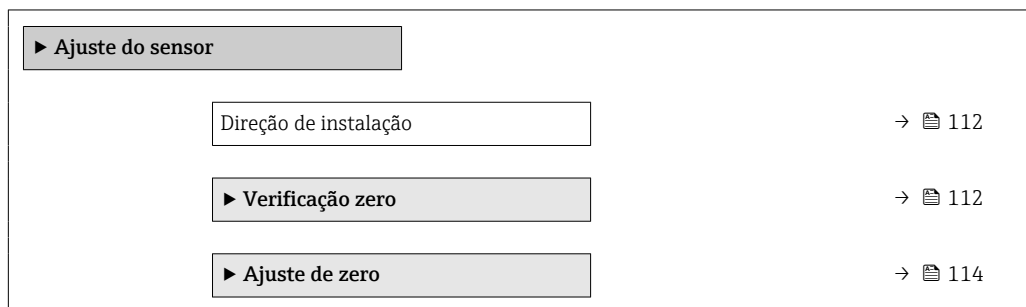 ▶ Ajuste do sensor
Direção de instalação → 🖹 112
▶ Verificação zero → 🖹 112
▶ Ajuste de zero → 🖹 114